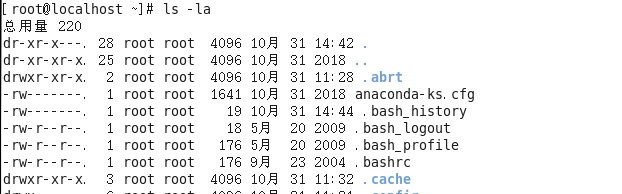 [root@localhost ~]# ls -la
总用量 220
dr-xr-x---. 28 root root 4096 10月 31 14:42 .
dr-xr-xr-x. 25 root root 4096 10月 31 2018 ..
drwxr-xr-x. 2 root root 4096 10月 31 11:28 .abrt
-rw-------. 1 root root 1641 10月 31 2018 anaconda-ks.cfg
-rw-------. 1 root root 19 10月 31 14:44 .bash_history
-rw-r--r--. 1 root root 18 5月 20 2009 .bash_logout
-rw-r--r--. 1 root root 176 5月 20 2009 .bash_profile
-rw-r--r--. 1 root root 176 9月 23 2004 .bashrc
drwxr-xr-x. 3 root root 4096 10月 31 11:32 .cache